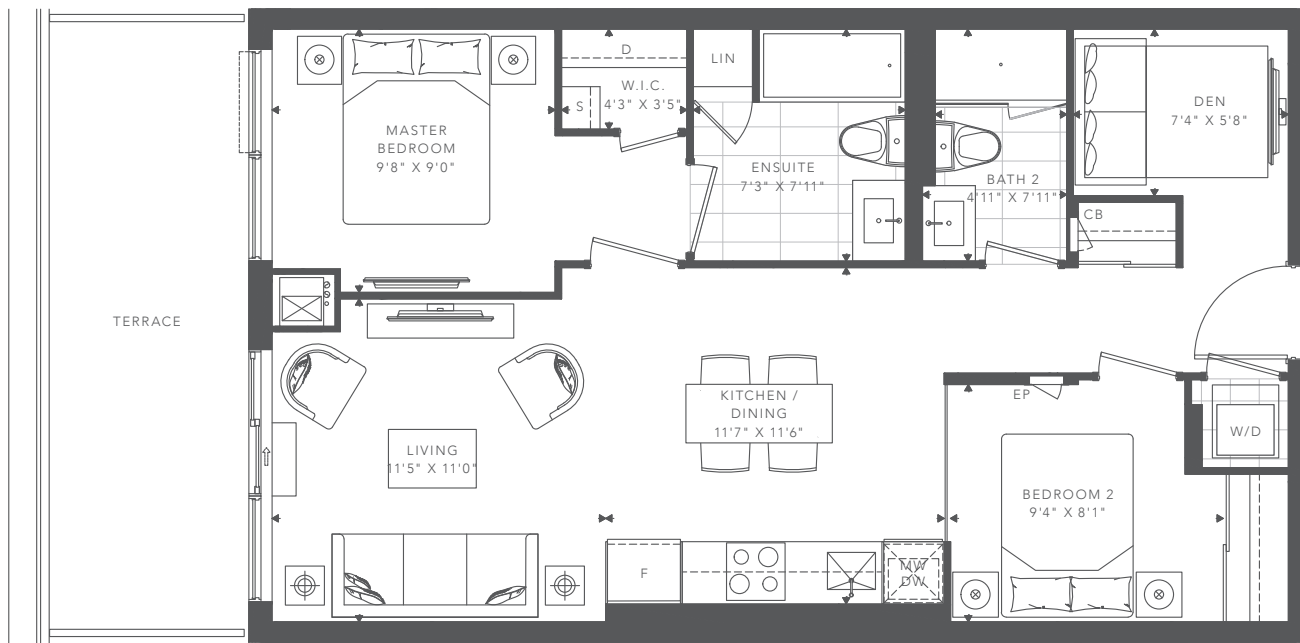 D
LIN
W.I.C.
4'3" X 3'5"
S
DEN
7'4" X 5'8"
MASTER
BEDROOM
9'8" X 9'0"
ENSUITE
7'3" X 7'11"
BATH 2
4'11" X 7'11"
CB
TERRACE
EP
KITCHEN /
DINING
11'7" X 11'6"
W/D
LIVING
11'5" X 11'0"
BEDROOM 2
9'4" X 8'1"
F
MW
DW